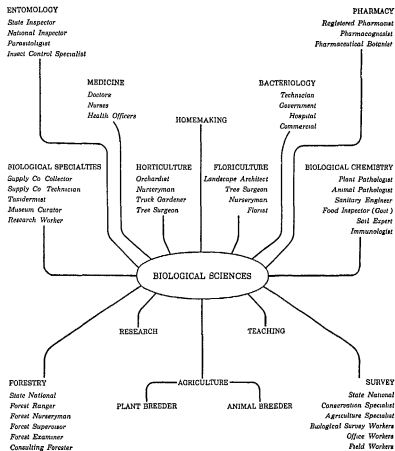 ENTOMOLOGY
State Inspector
National Inspector
Parasitologist
Insect Control Specialist
PHARMACY
Registered Pharmacist
Pharmacognosist
Pharmaceutical Botanist
MEDICINE
Doctors
Nurses
Health Officers
BACTERIOLOGY
Technician
Government
Hospital
Commercial
HOMEMAKING
BIOLOGICAL SPECIALTIES
Supply Co Collector
Supply Co Technician
Taxidermist
Museum Curator
Research Worker
HORTICULTURE
Orchardist
Nurseryman
Truck Gardener
Tree Surgeon
FLORICULTURE
Landscape Architect
Tree Surgeon
Nurseryman
Florist
BIOLOGICAL CHEMISTRY
Plant Pathologist
Animal Pathologist
Sanitary Engineer
Food Inspector (Govt)
Soil Expert
Immunologist
BIOLOGICAL SCIENCES
RESEARCH
TEACHING
FORESTRY
State National
Forest Ranger
Forest Nurseryman
Forest Supervisor
Forest Examiner
Consulting Forester
AGRICULTURE
PLANT BREEDER
ANIMAL BREEDER
SURVEY
State National
Conservation Specialist
Agriculture Specialist
Biological Survey Workers
Office Workers
Field Workers